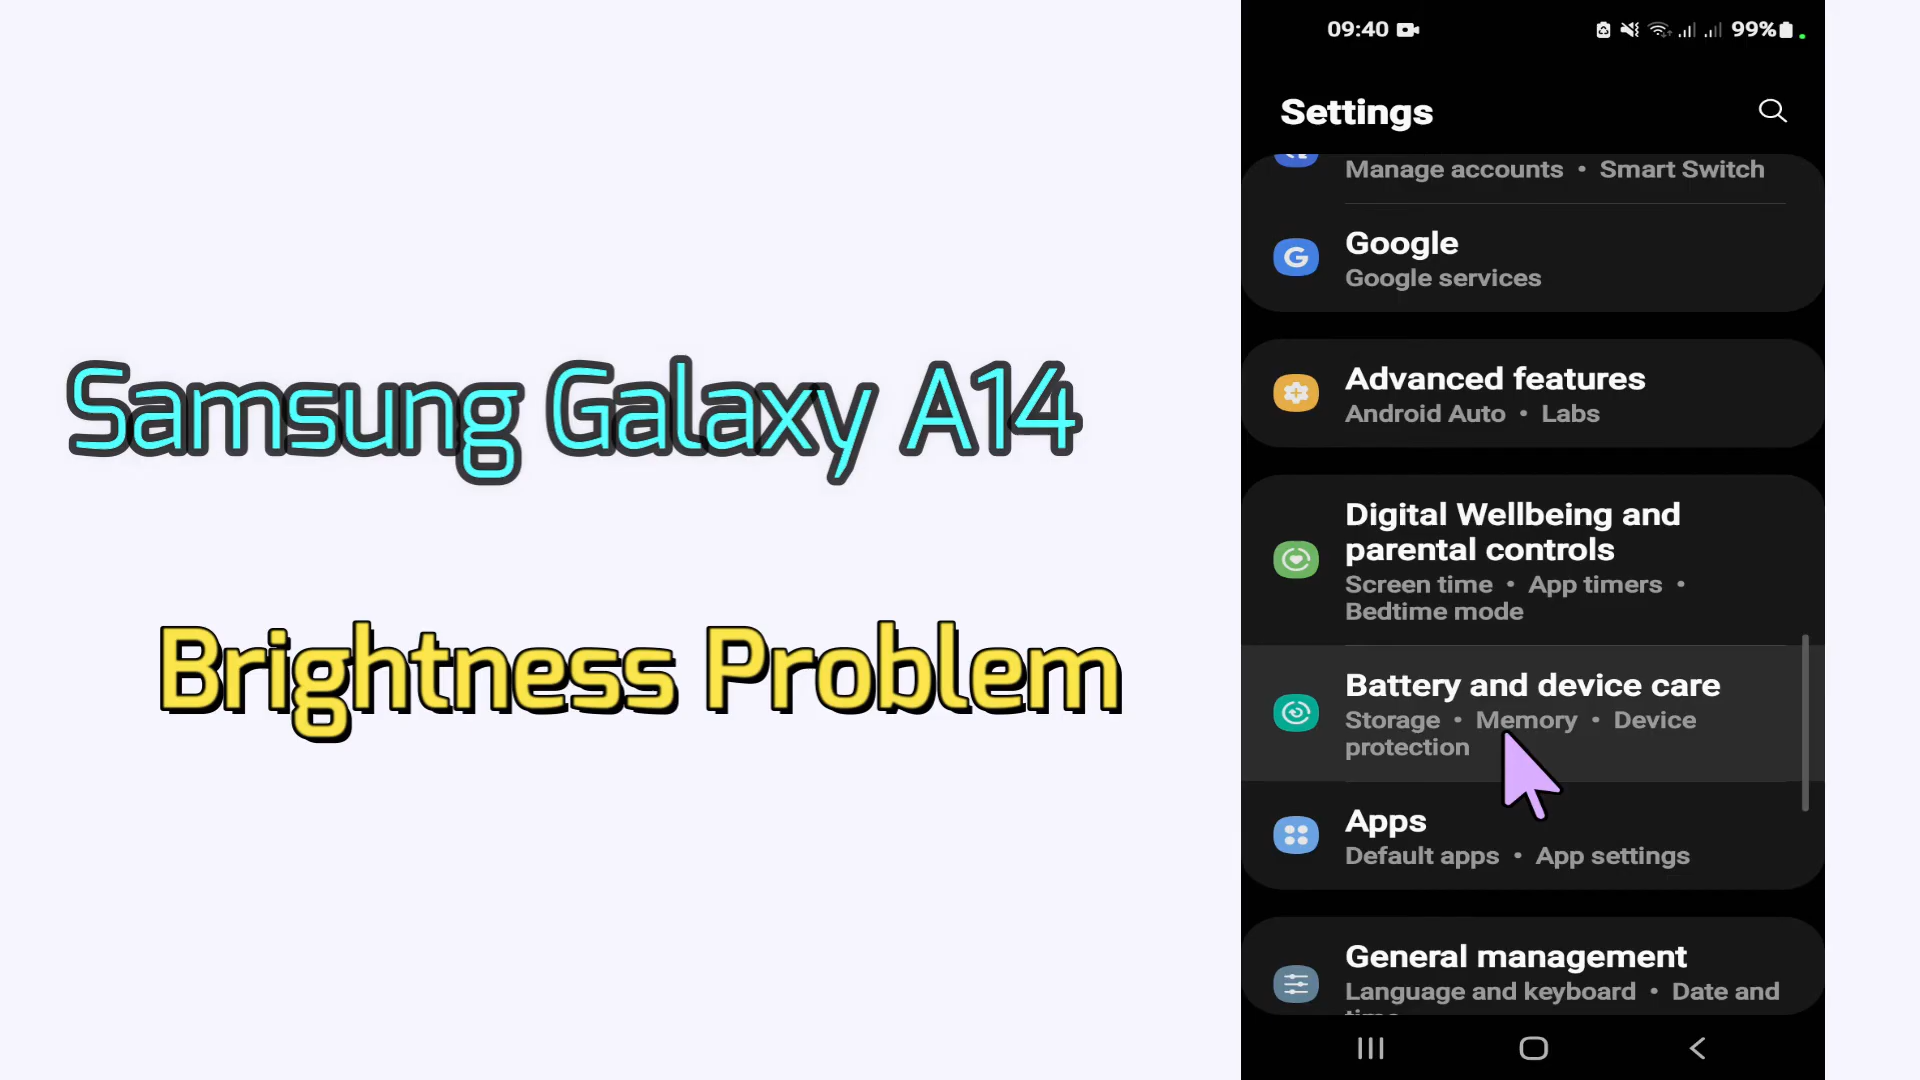 Samsung Galaxy A14
Brightness Problem
09:40
99%
Settings
Manage accounts • Smart Switch
Google
Google services
Advanced features
Android Auto • Labs
Digital Wellbeing and
parental controls
Screen time • App timers •
Bedtime mode
Battery and device care
Storage • Memory • Device
protection
Apps
Default apps • App settings
General management
Language and keyboard • Date and
time